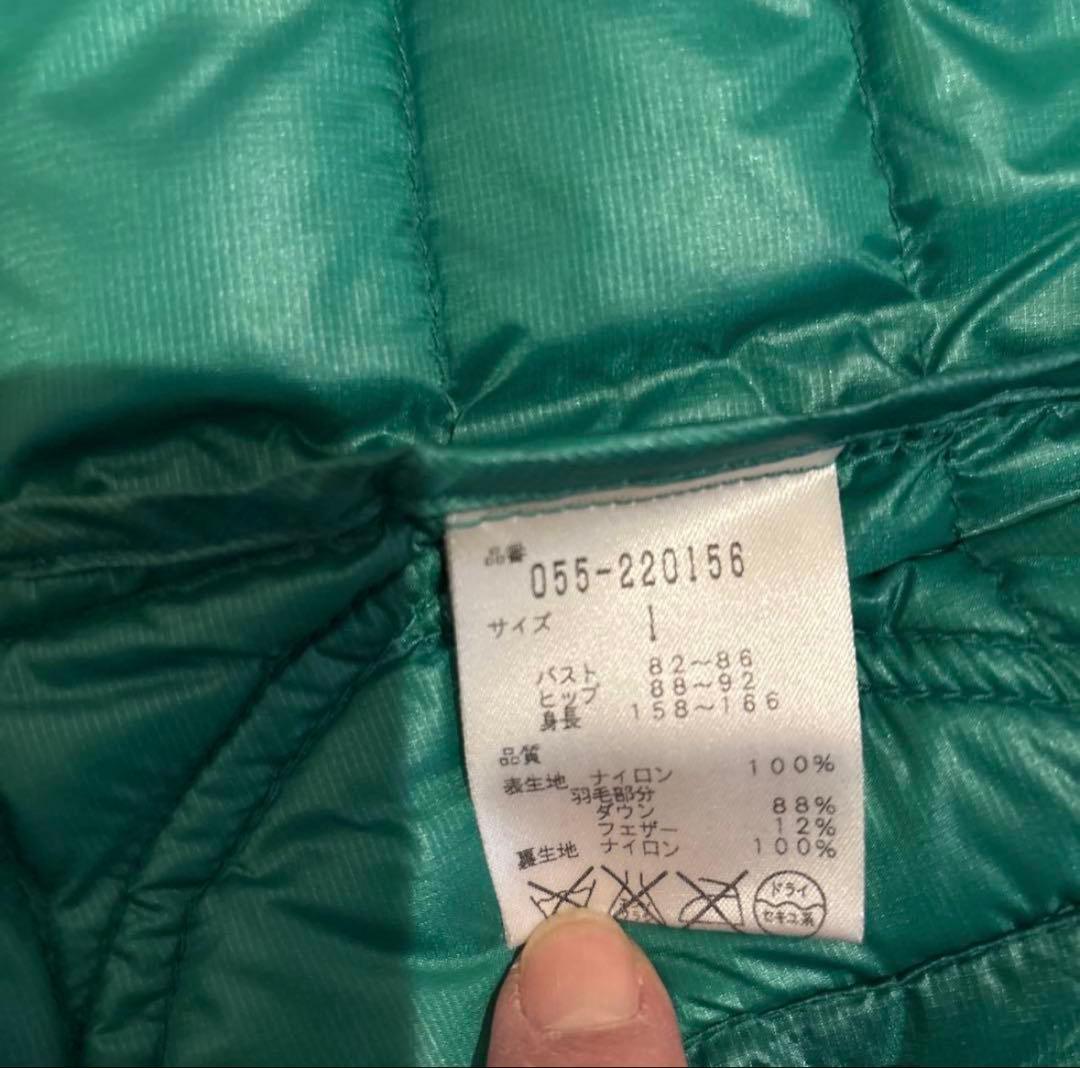 品番 055-220156
サイズ 1
バスト 82～86
ヒップ 88～92
身長 158～166
品質
表生地 ナイロン 100%
羽毛部分
ダウン 88%
フェザー 12%
裏生地 ナイロン 100%
ドライ
セキユ系